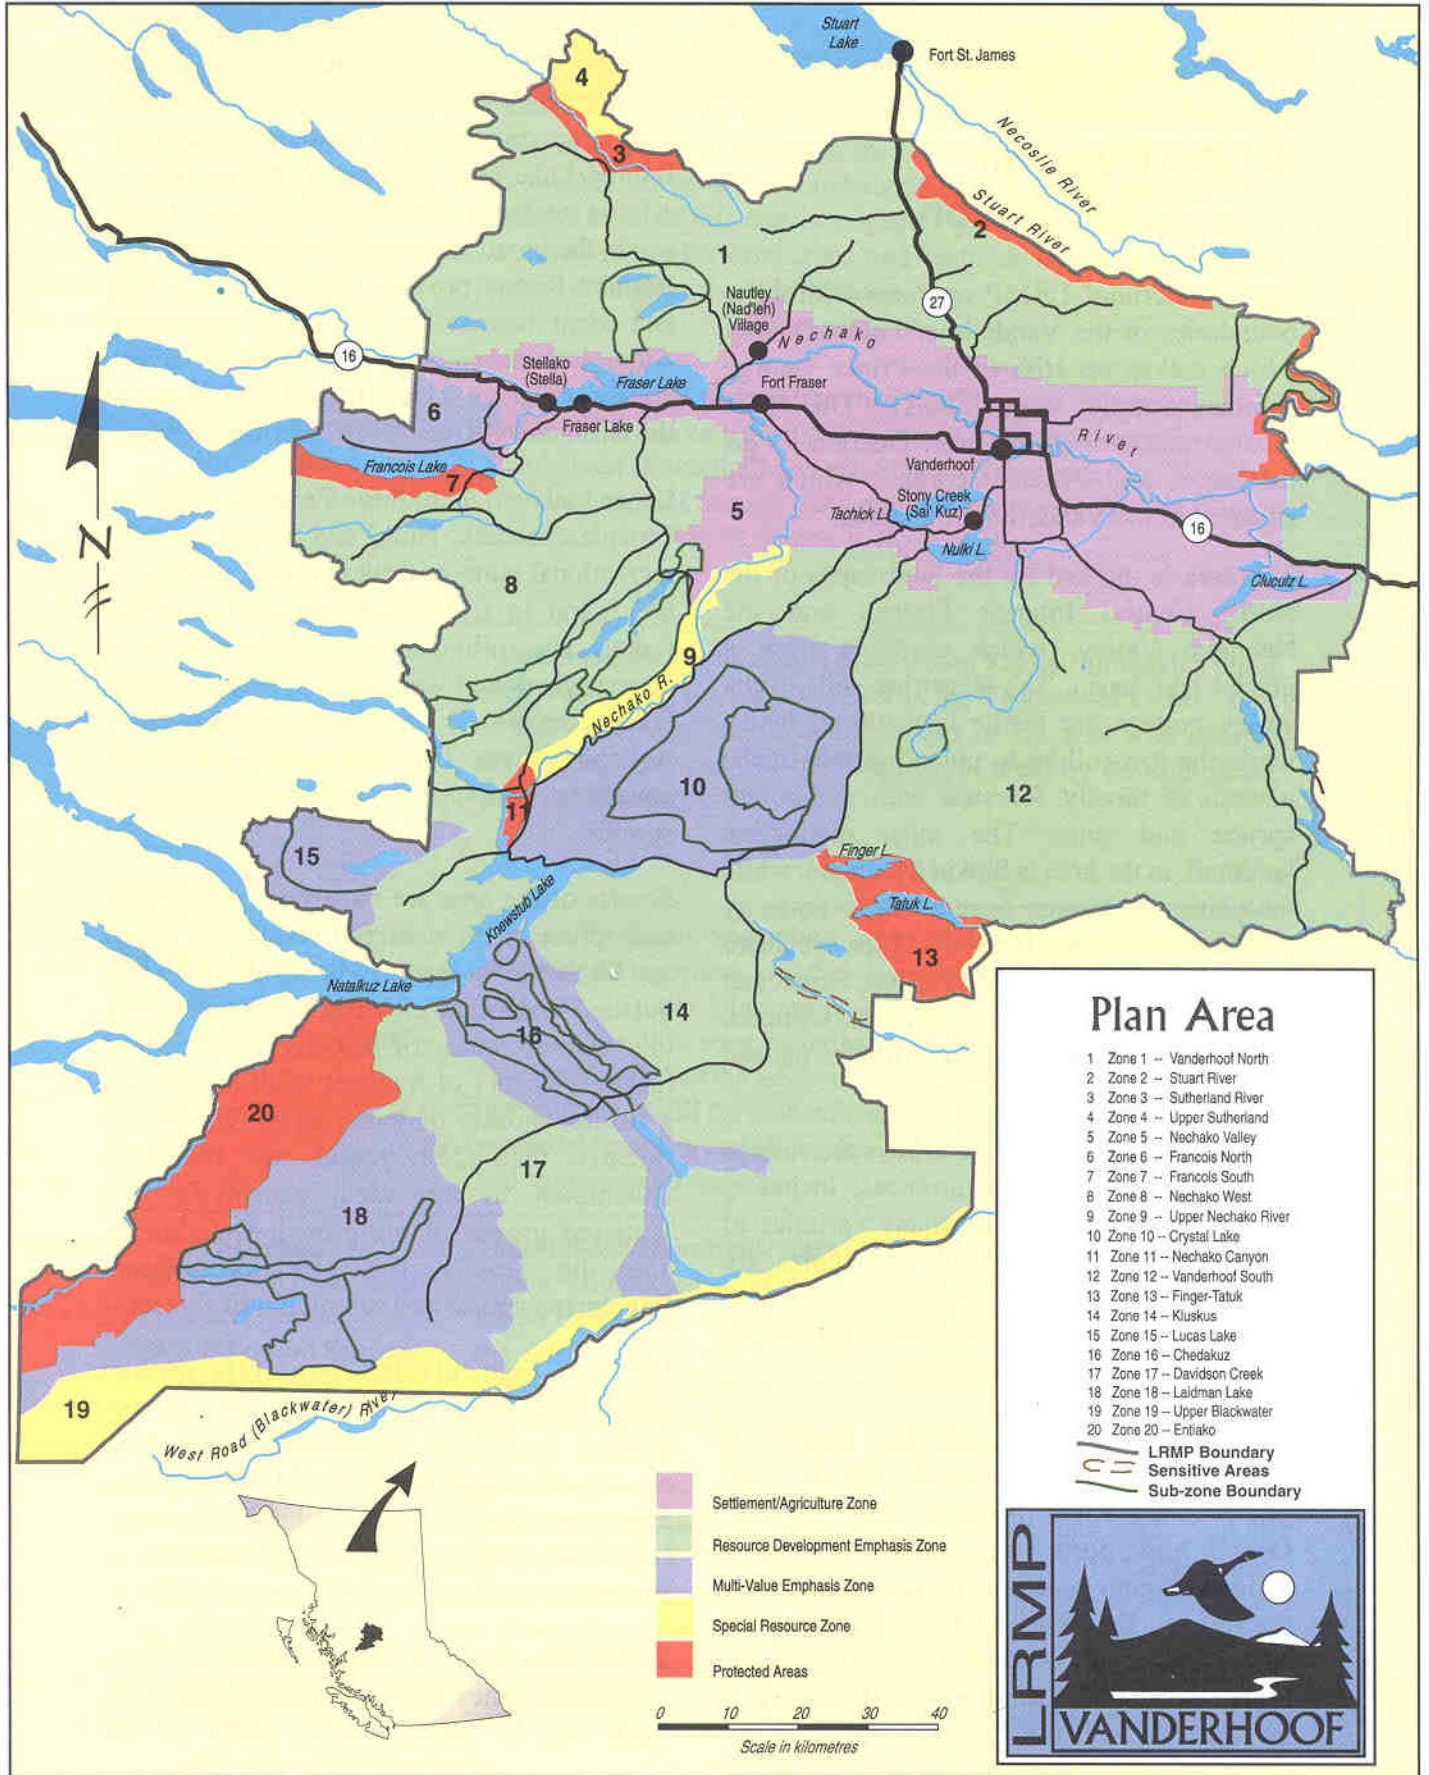 Stuart
Lake
Fort St. James
Necoslie River
4
3
Stuart River
2
1
27
Nautley
(Nad'leh)
Village
Nechako
16
Stellako
(Stella)
Fraser Lake
Fort Fraser
6
Fraser Lake
River
Francois Lake
7
Vanderhoof
Stony Creek
(Sai' Kuz)
5
Tachick L.
16
Nulki L.
Cluculz L.
8
N
9
Nechako R.
10
12
11
15
Finger L.
Tatuk L.
Knewstub Lake
13
Natalkuz Lake
14
16
20
17
18
19
West Road (Blackwater) River
Plan Area
1 Zone 1 -- Vanderhoof North
2 Zone 2 -- Stuart River
3 Zone 3 -- Sutherland River
4 Zone 4 -- Upper Sutherland
5 Zone 5 -- Nechako Valley
6 Zone 6 -- Francois North
7 Zone 7 -- Francois South
8 Zone 8 -- Nechako West
9 Zone 9 -- Upper Nechako River
10 Zone 10 -- Crystal Lake
11 Zone 11 -- Nechako Canyon
12 Zone 12 -- Vanderhoof South
13 Zone 13 -- Finger-Tatuk
14 Zone 14 -- Kluskus
15 Zone 15 -- Lucas Lake
16 Zone 16 -- Chedakuz
17 Zone 17 -- Davidson Creek
18 Zone 18 -- Laidman Lake
19 Zone 19 -- Upper Blackwater
20 Zone 20 -- Entiako
LRMP Boundary
Sensitive Areas
Sub-zone Boundary
Settlement/Agriculture Zone
Resource Development Emphasis Zone
Multi-Value Emphasis Zone
Special Resource Zone
Protected Areas
0 10 20 30 40
Scale in kilometres
LRMP
VANDERHOOF